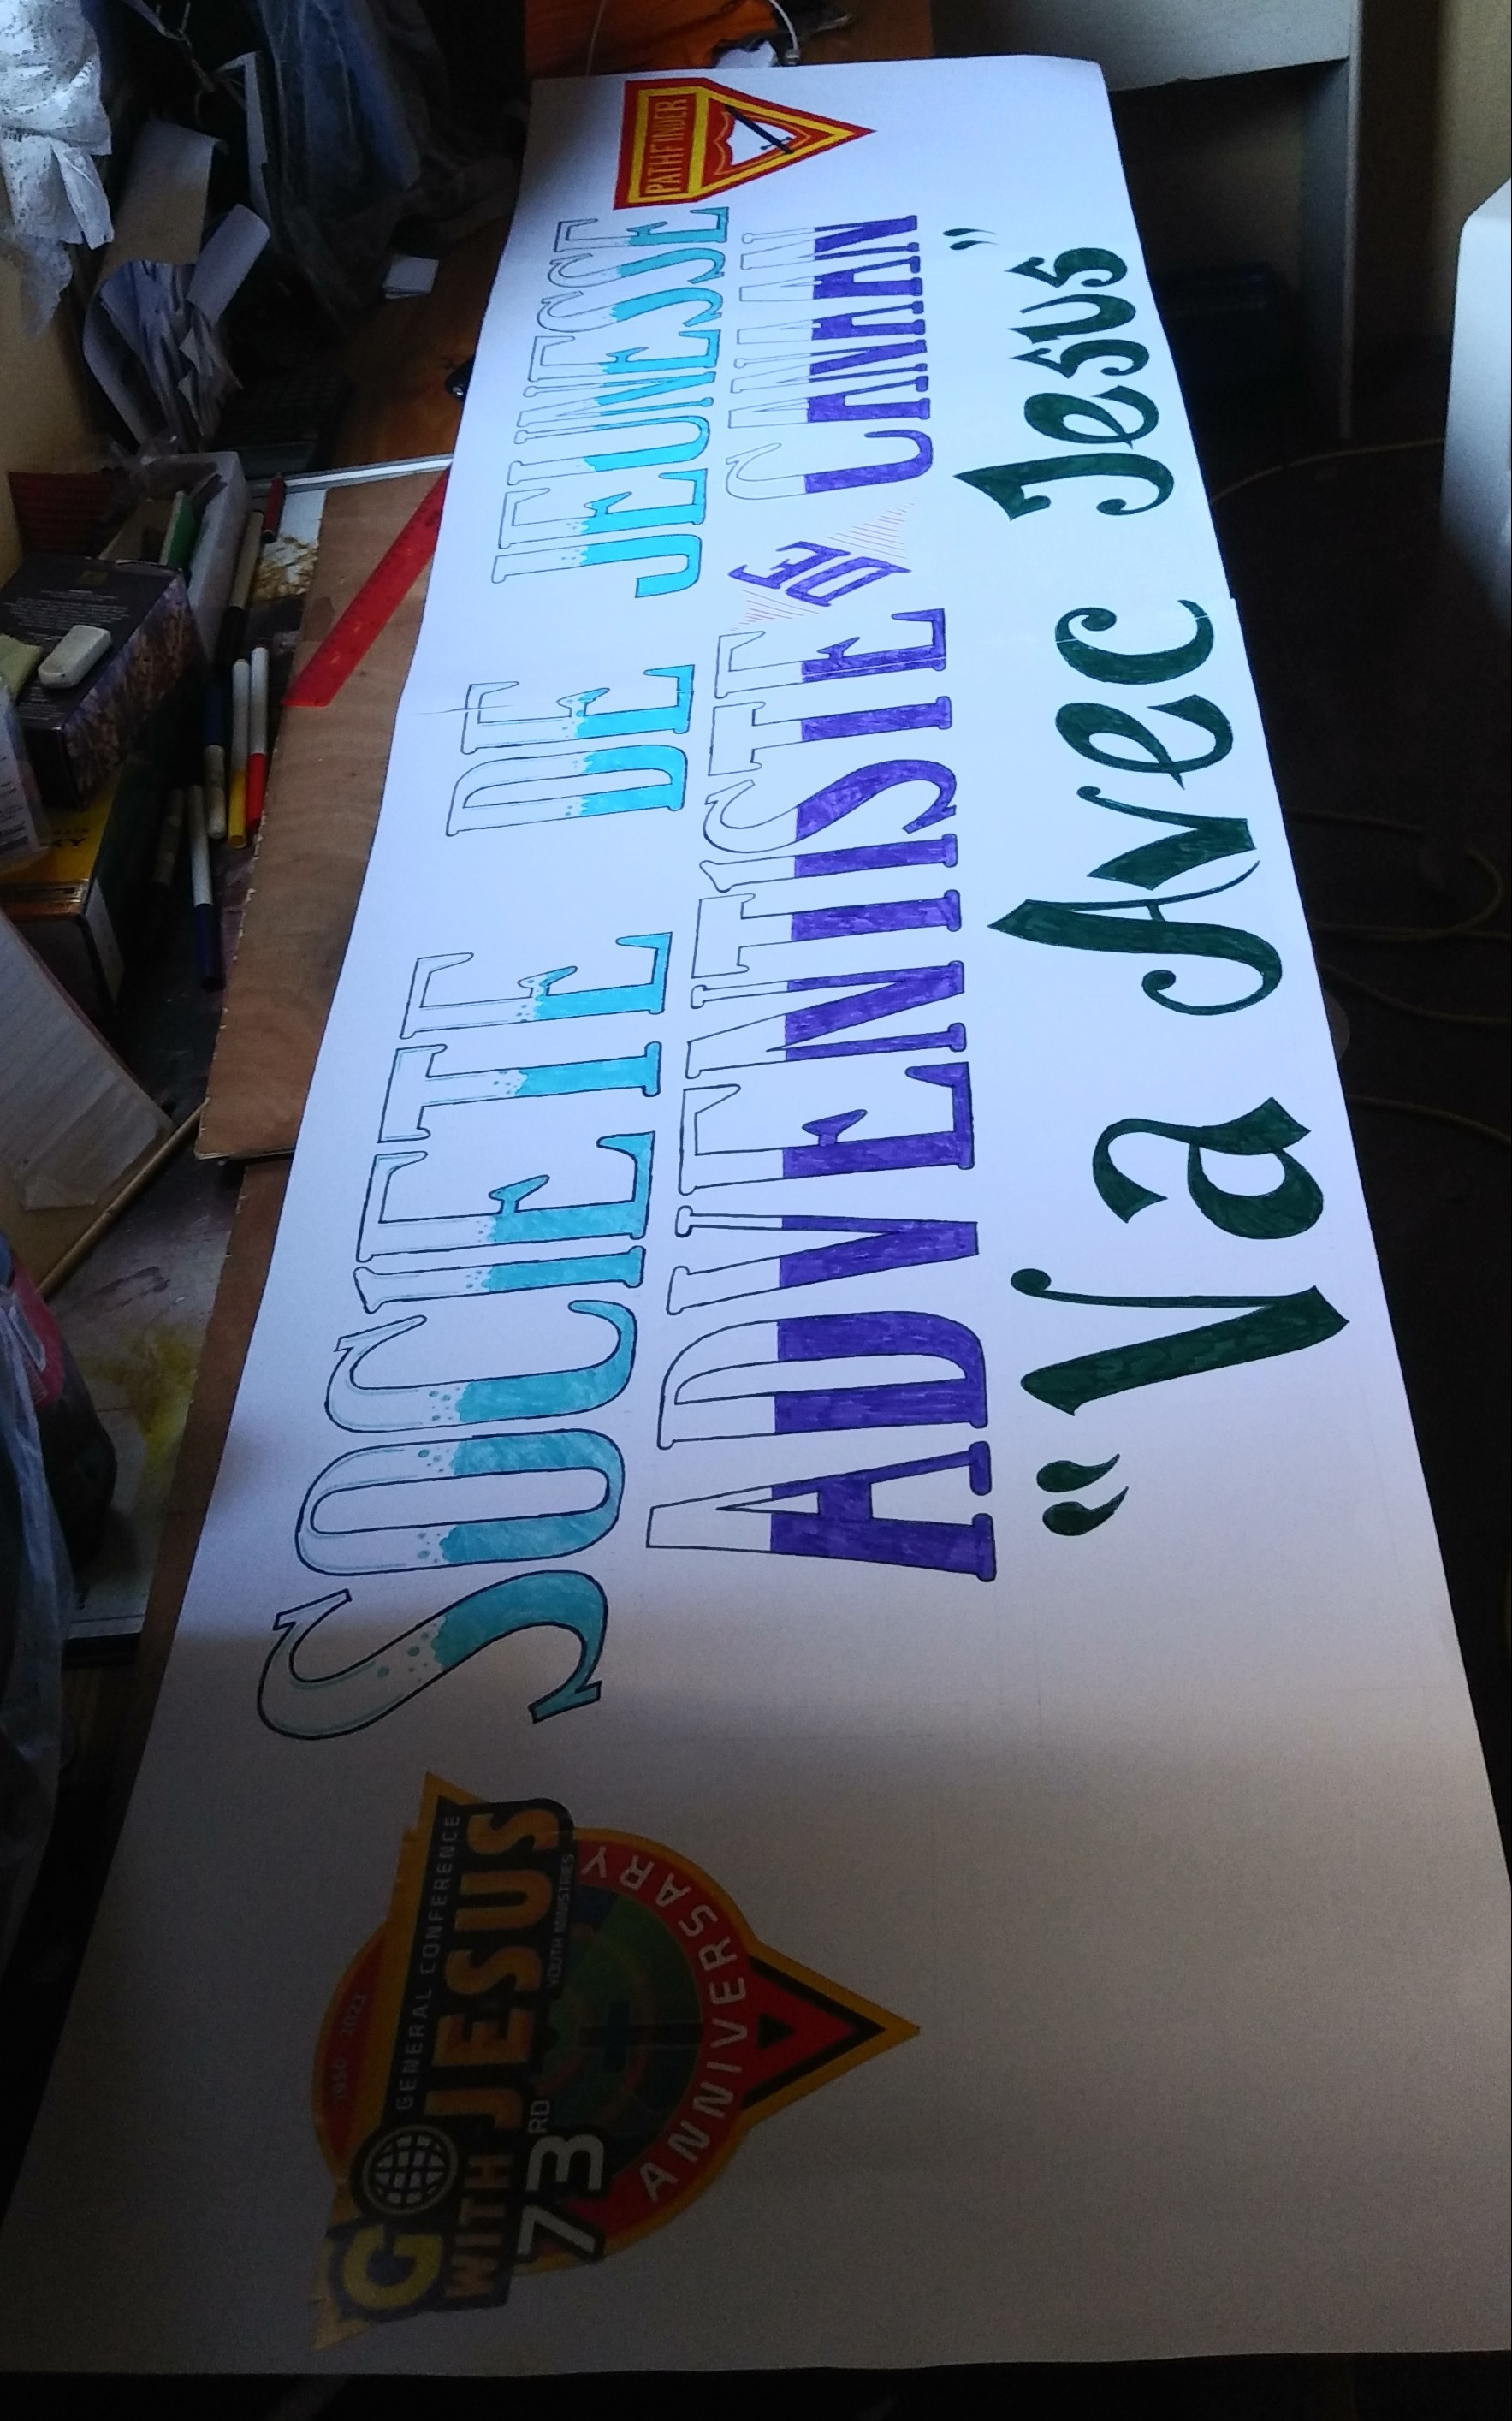 1950 2023
GO
GENERAL CONFERENCE
WITH JESUS
73RD
YOUTH MINISTRIES
ANNIVERSARY
SOCIETE DE JEUNESSE
ADVENTISTE DE CANAAN
"Va Avec Jesus"
PATHFINDER